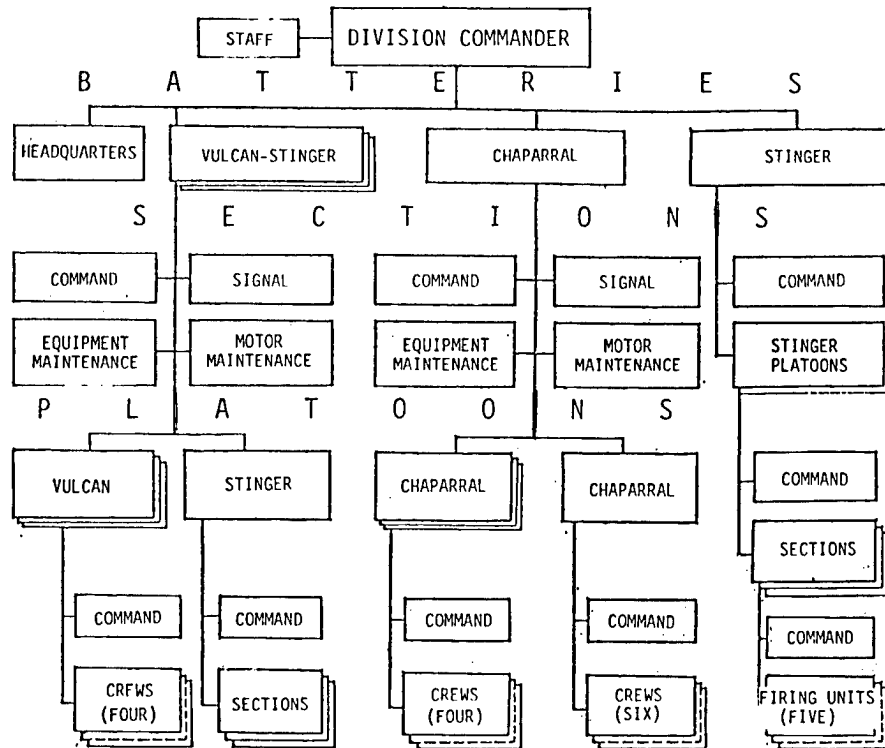 STAFF
DIVISION COMMANDER
B A T T E R I E S
HEADQUARTERS
VULCAN-STINGER
CHAPARRAL
STINGER
S E C T I O N S
COMMAND
SIGNAL
COMMAND
SIGNAL
COMMAND
EQUIPMENT
MAINTENANCE
MOTOR
MAINTENANCE
EQUIPMENT
MAINTENANCE
MOTOR
MAINTENANCE
STINGER
PLATOONS
P L A T O O N S
VULCAN
STINGER
CHAPARRAL
CHAPARRAL
COMMAND
SECTIONS
COMMAND
COMMAND
COMMAND
COMMAND
COMMAND
CREWS
(FOUR)
SECTIONS
CREWS
(FOUR)
CREWS
(SIX)
FIRING UNITS
(FIVE)